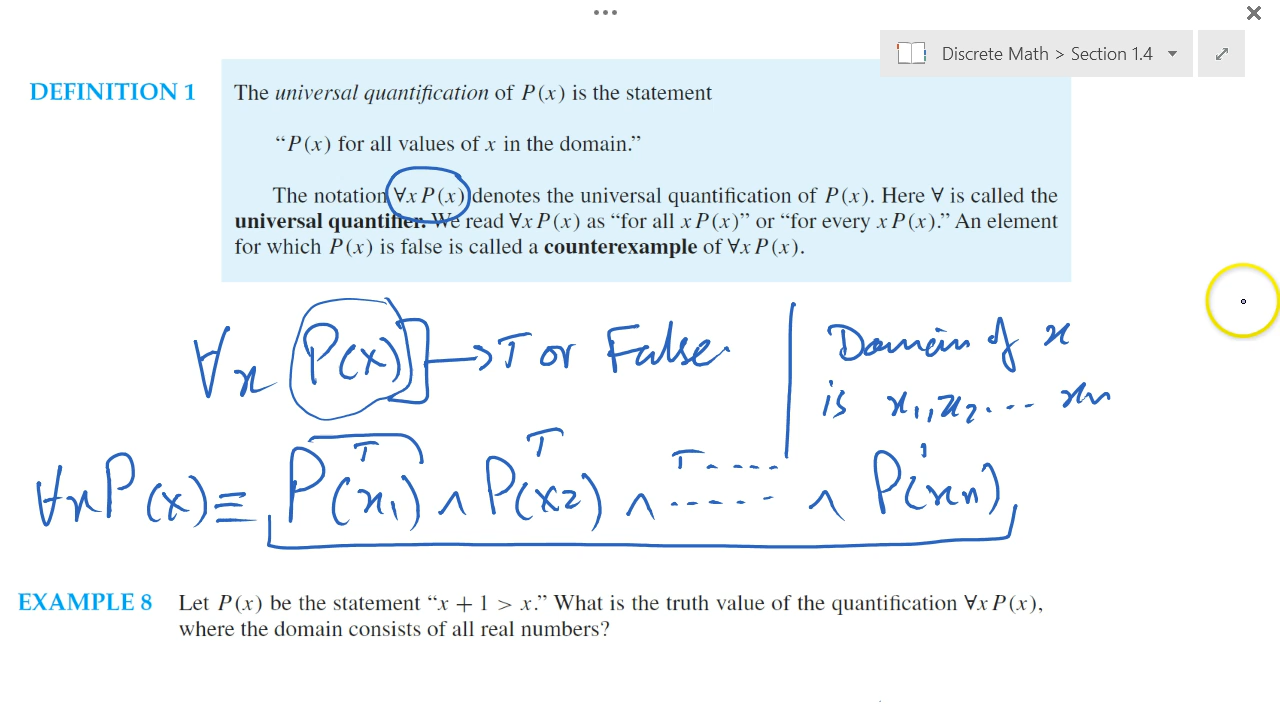 Discrete Math > Section 1.4
DEFINITION 1
The universal quantification of P(x) is the statement
“P(x) for all values of x in the domain.”
The notation ∀x P(x) denotes the universal quantification of P(x). Here ∀ is called the
universal quantifier. We read ∀x P(x) as “for all x P(x)” or “for every x P(x).” An element
for which P(x) is false is called a counterexample of ∀x P(x).
∀x P(x) → T or False.
Domain of x
is x1, x2 ... xn
T T T .... 
∀x P(x) ≡ P(x1) ∧ P(x2) ∧ ...... ∧ P(xn)
EXAMPLE 8 Let P(x) be the statement “x + 1 > x.” What is the truth value of the quantification ∀x P(x),
where the domain consists of all real numbers?